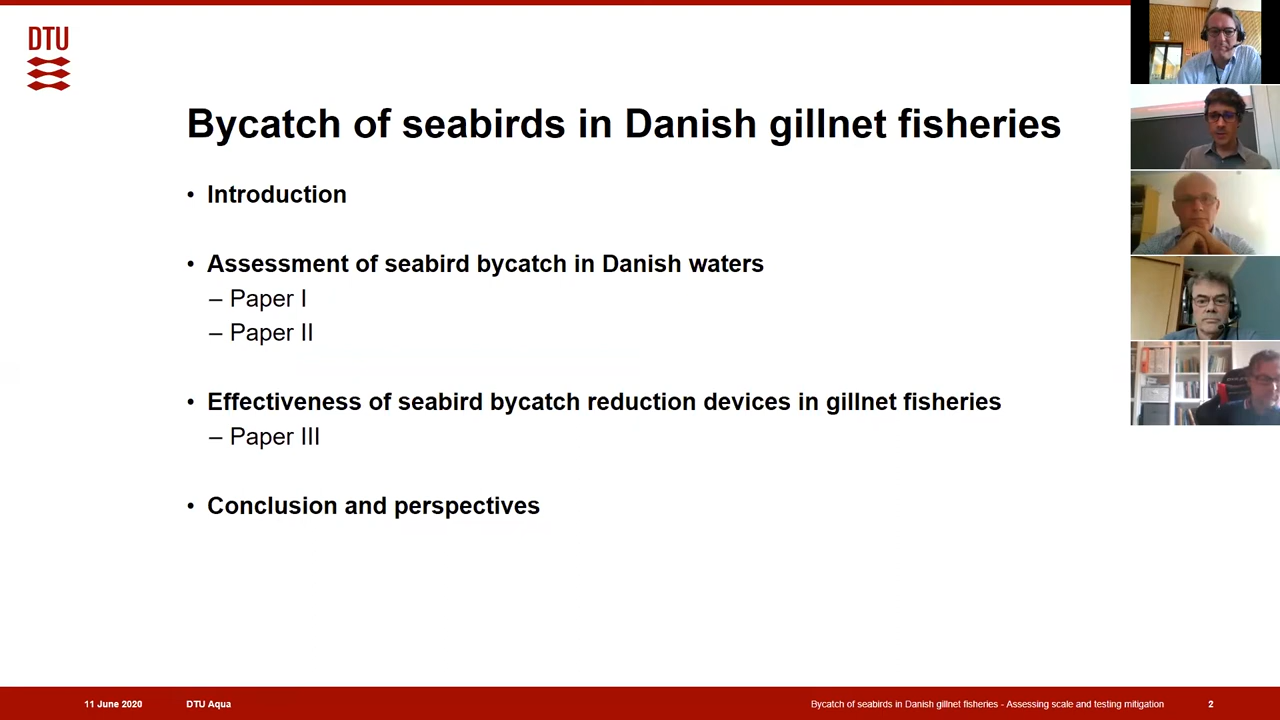 DTU
Bycatch of seabirds in Danish gillnet fisheries
• Introduction
• Assessment of seabird bycatch in Danish waters
– Paper I
– Paper II
• Effectiveness of seabird bycatch reduction devices in gillnet fisheries
– Paper III
• Conclusion and perspectives
11 June 2020
DTU Aqua
Bycatch of seabirds in Danish gillnet fisheries - Assessing scale and testing mitigation
2